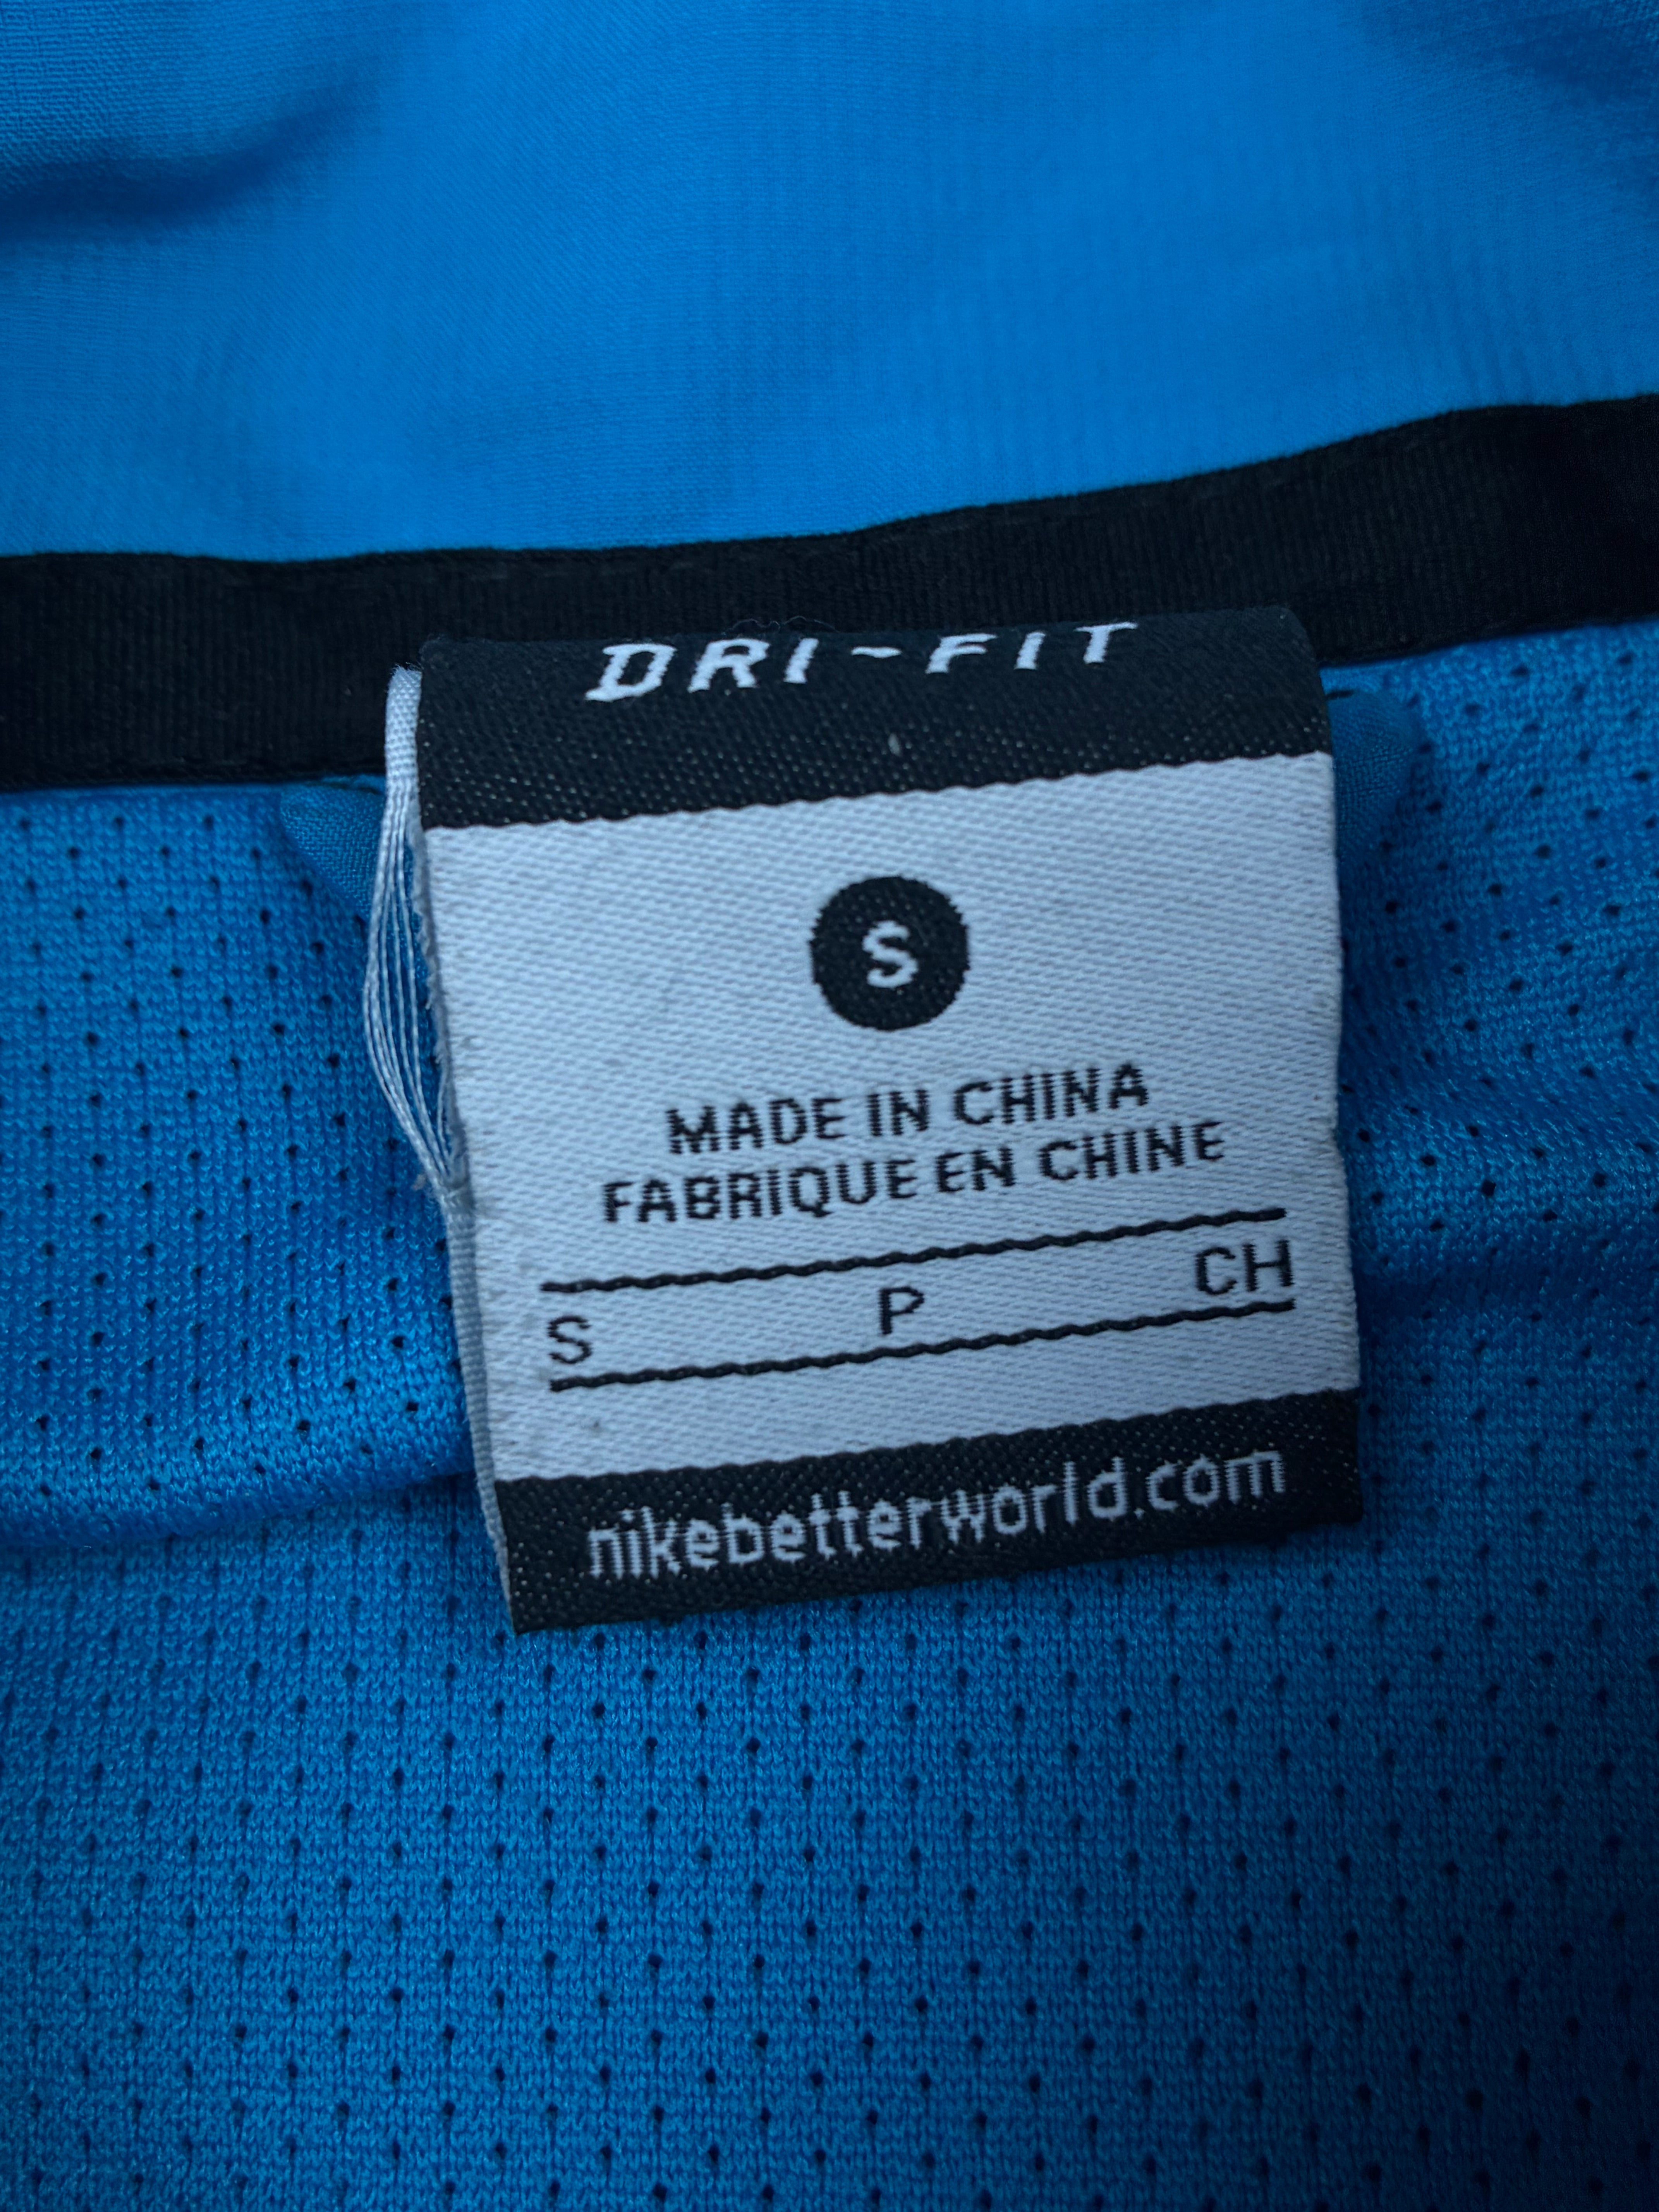 DRI-FIT
S
MADE IN CHINA
FABRIQUE EN CHINE
S P CH
nikebetterworld.com